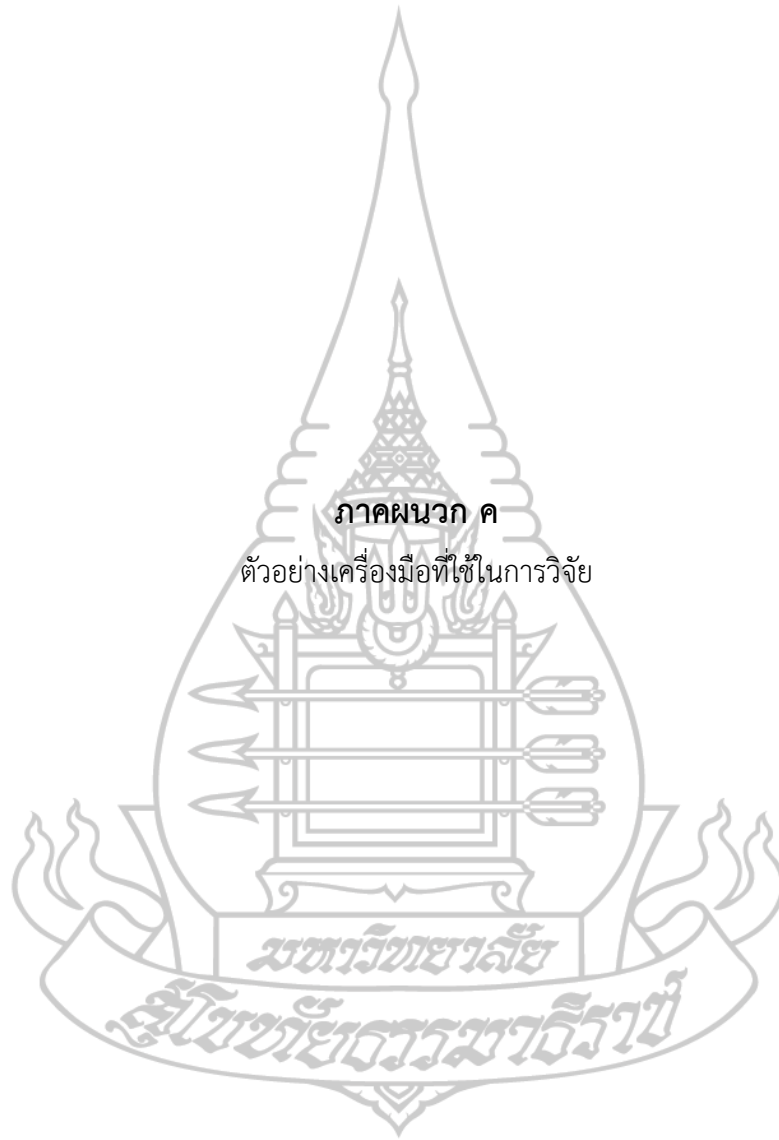 ภาคผนวก ค
ตัวอย่างเครื่องมือที่ใช้ในการวิจัย
มหาวิทยาลัย
สุโขทัยธรรมาธิราช